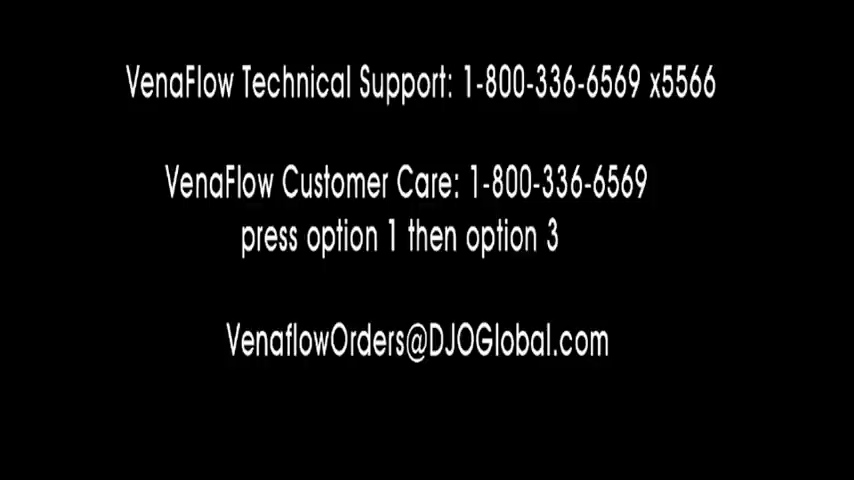 VenaFlow Technical Support: 1-800-336-6569 x5566
VenaFlow Customer Care: 1-800-336-6569
press option 1 then option 3
VenaflowOrders@DJOGlobal.com